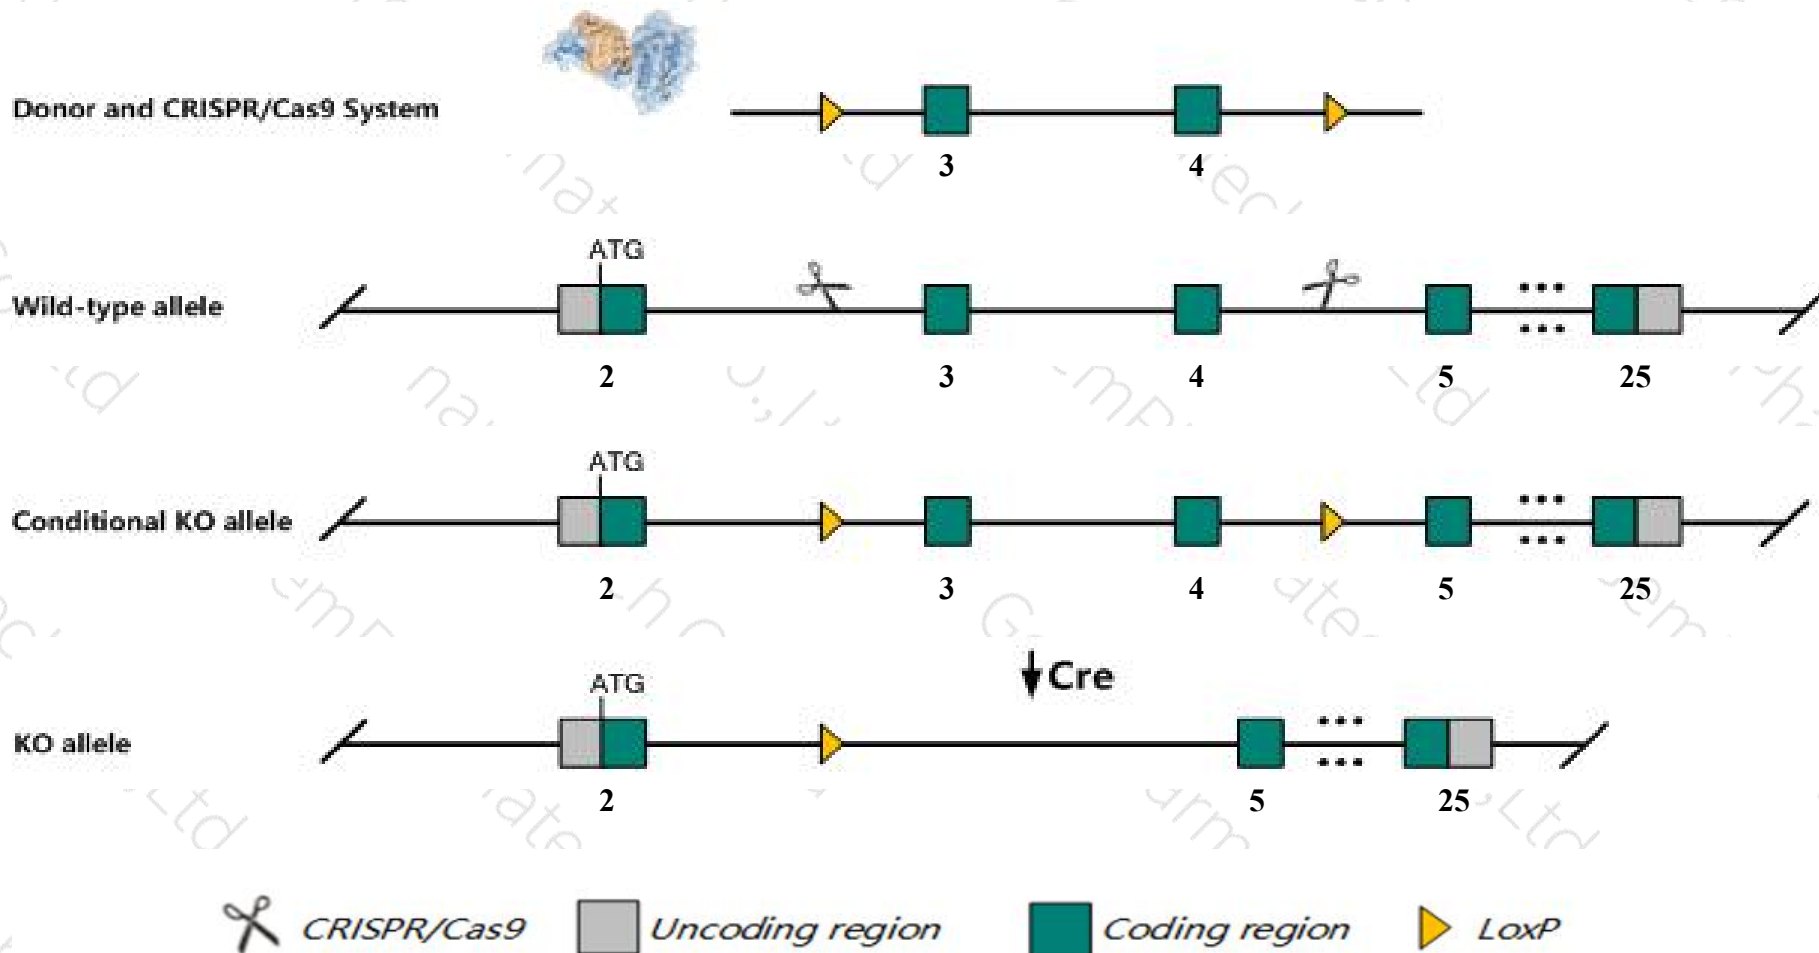 Donor and CRISPR/Cas9 System
3 4
ATG
Wild-type allele
2 3 4 5 25
ATG
Conditional KO allele
2 3 4 5 25
Cre
ATG
KO allele
2 5 25
CRISPR/Cas9 Uncoding region Coding region LoxP